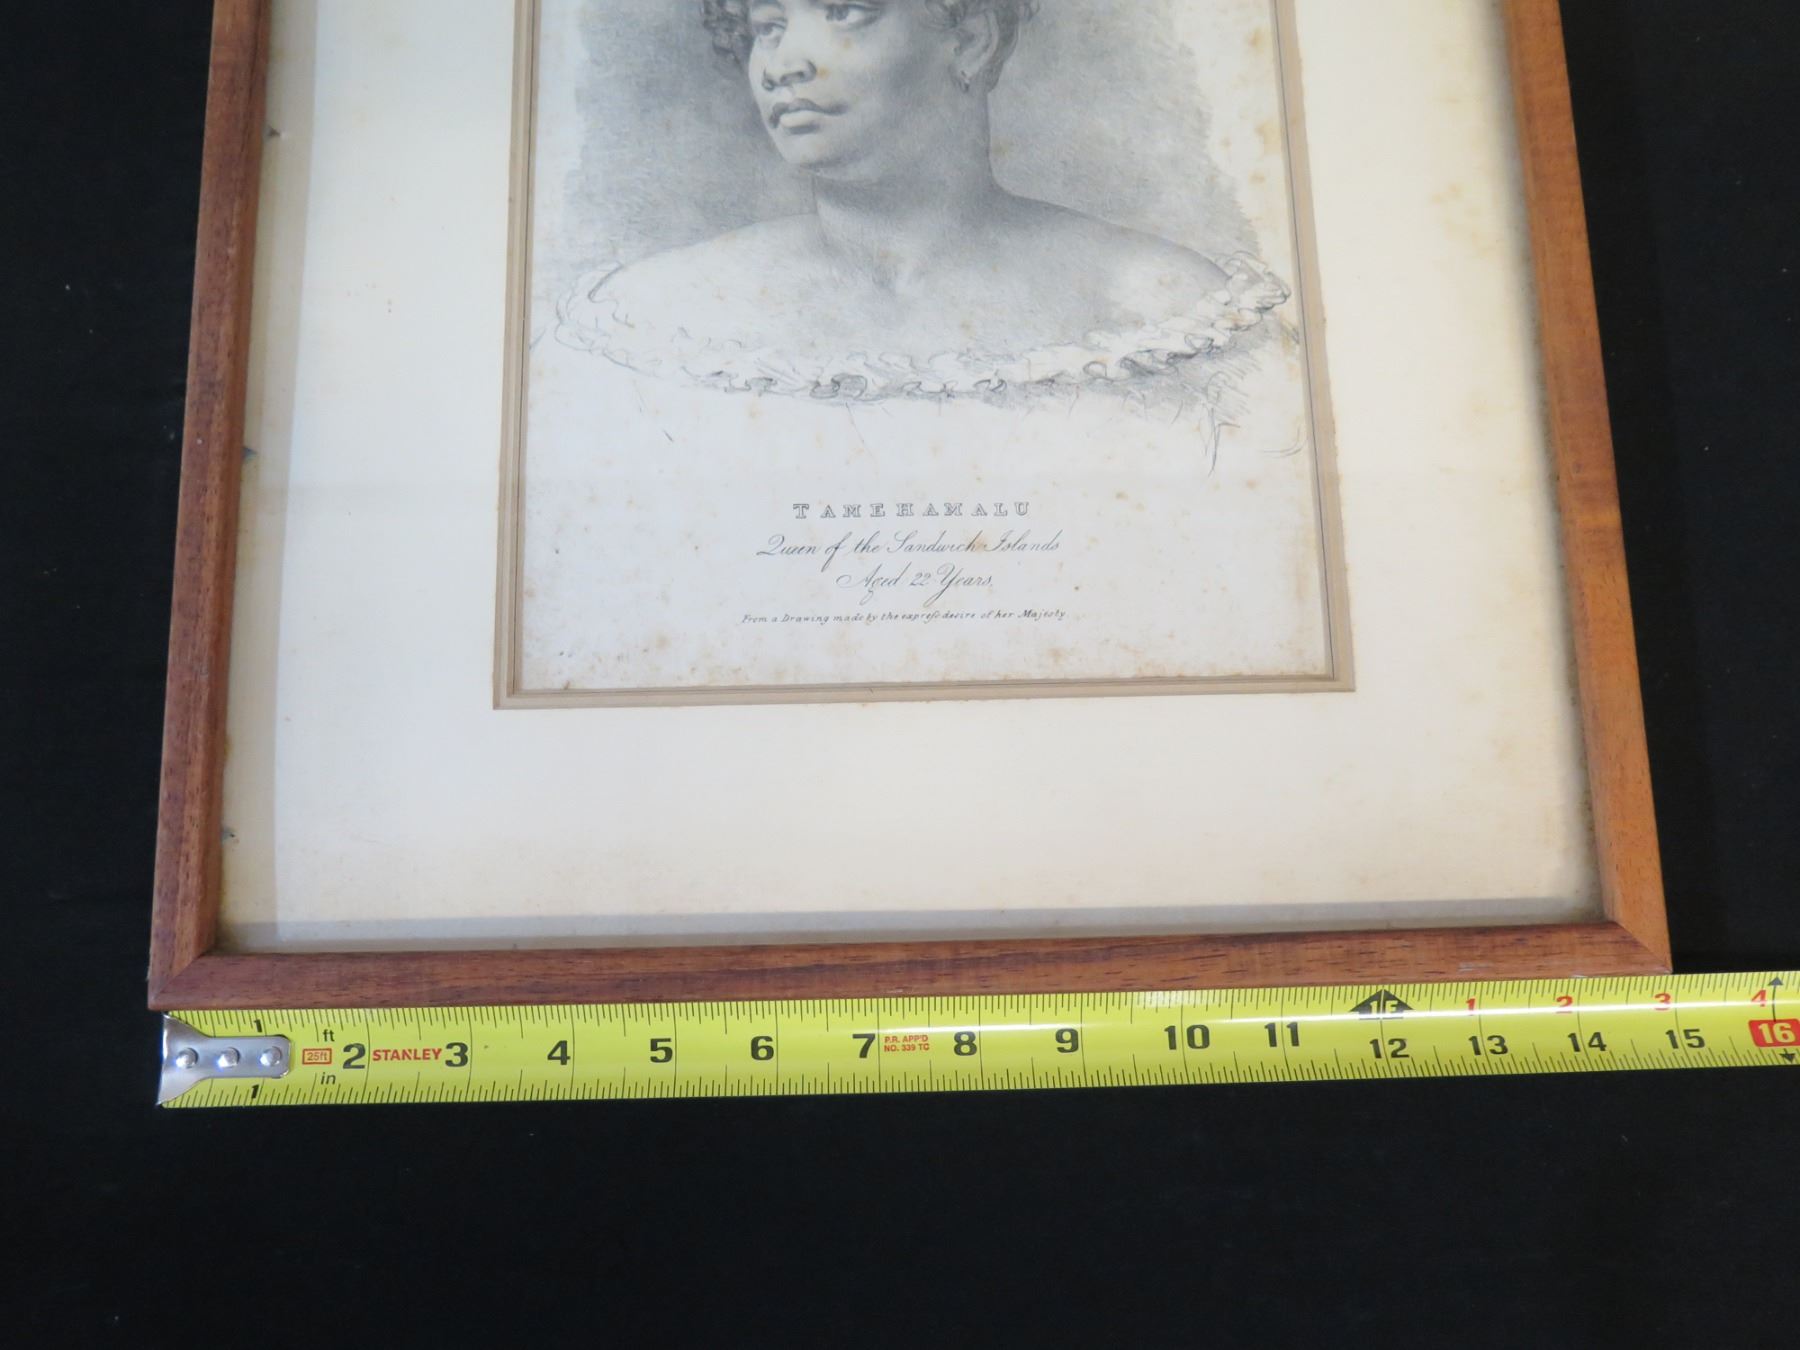 TAMEHAMALU
Queen of the Sandwich Islands
Aged 22 Years.
From a Drawing made by the expreſs desire of her Majesty.
1 ft 1F 1 2 3 4
25ft 2 STANLEY 3 4 5 6 7 P.R. APP'D NO. 339 TC 8 9 10 11 12 13 14 15 16
1 in